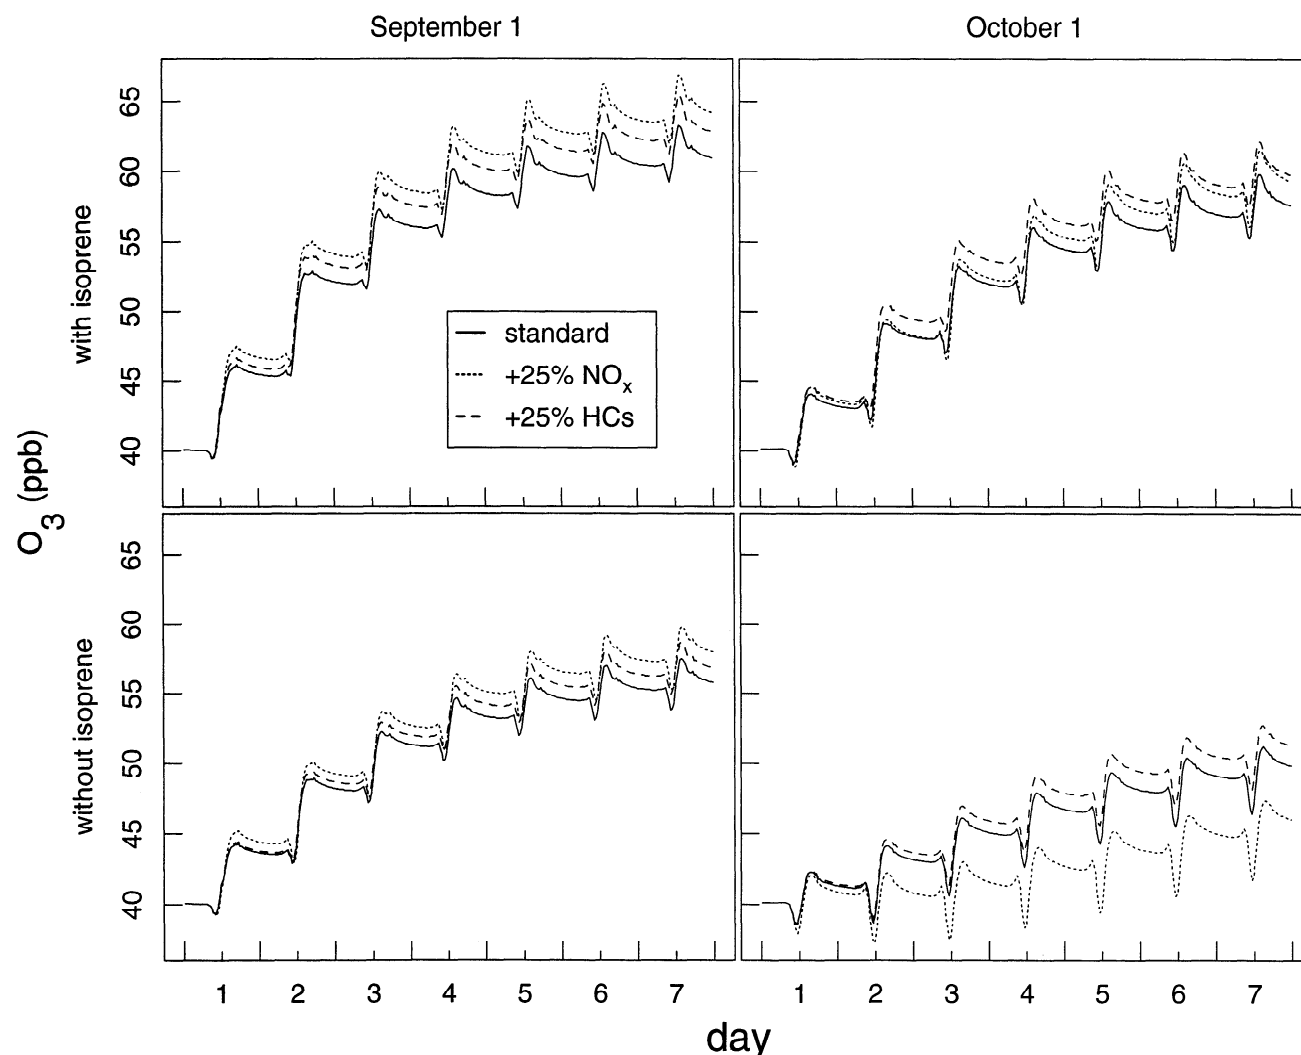 September 1
October 1
O3 (ppb)
with isoprene
65
60
55
50
45
40
standard
+25% NOx
+25% HCs
without isoprene
65
60
55
50
45
40
1 2 3 4 5 6 7
1 2 3 4 5 6 7
day